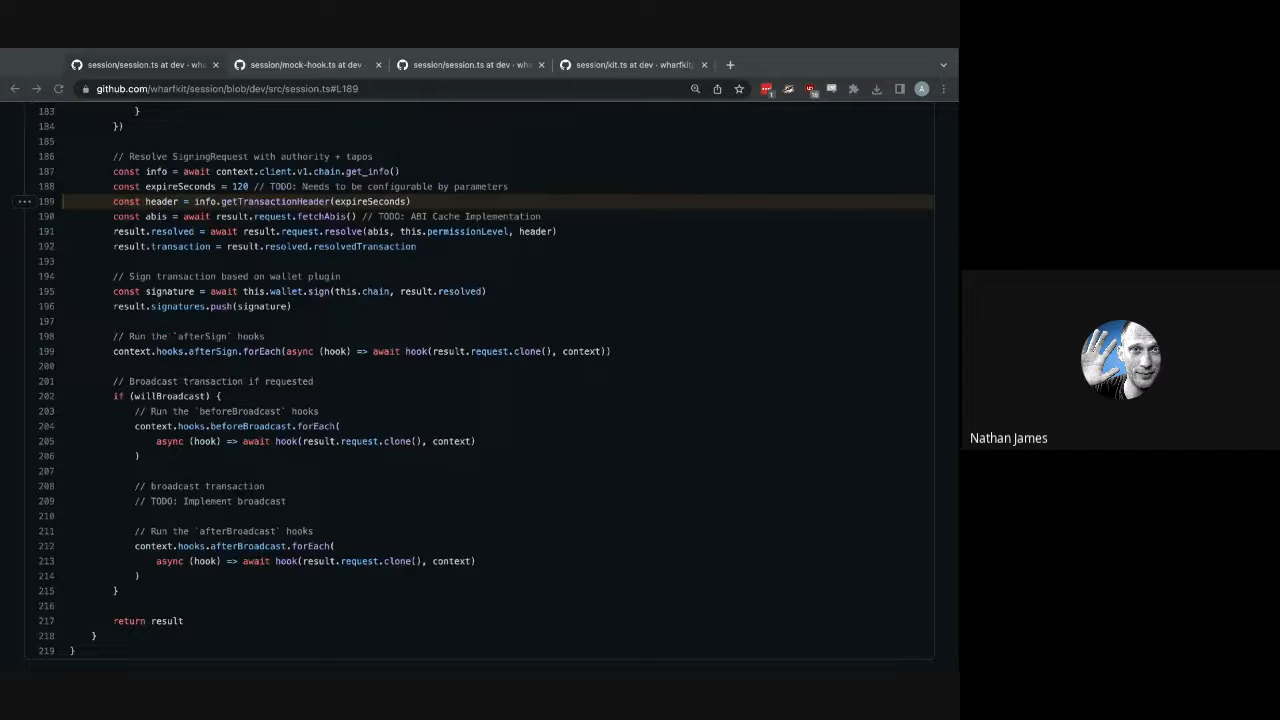 session/session.ts at dev · wha
session/mock-hook.ts at dev ·
session/session.ts at dev · wh
session/kit.ts at dev · wharfkit/
github.com/wharfkit/session/blob/dev/src/session.ts#L189
183 }
184 })
185
186 // Resolve SigningRequest with authority + tapos
187 const info = await context.client.v1.chain.get_info()
188 const expireSeconds = 120 // TODO: Needs to be configurable by parameters
189 const header = info.getTransactionHeader(expireSeconds)
190 const abis = await result.request.fetchAbis() // TODO: ABI Cache Implementation
191 result.resolved = await result.request.resolve(abis, this.permissionLevel, header)
192 result.transaction = result.resolved.resolvedTransaction
193
194 // Sign transaction based on wallet plugin
195 const signature = await this.wallet.sign(this.chain, result.resolved)
196 result.signatures.push(signature)
197
198 // Run the `afterSign` hooks
199 context.hooks.afterSign.forEach(async (hook) => await hook(result.request.clone(), context))
200
201 // Broadcast transaction if requested
202 if (willBroadcast) {
203 // Run the `beforeBroadcast` hooks
204 context.hooks.beforeBroadcast.forEach(
205 async (hook) => await hook(result.request.clone(), context)
206 )
207
208 // broadcast transaction
209 // TODO: Implement broadcast
210
211 // Run the `afterBroadcast` hooks
212 context.hooks.afterBroadcast.forEach(
213 async (hook) => await hook(result.request.clone(), context)
214 )
215 }
216
217 return result
218 }
219 }
Nathan James